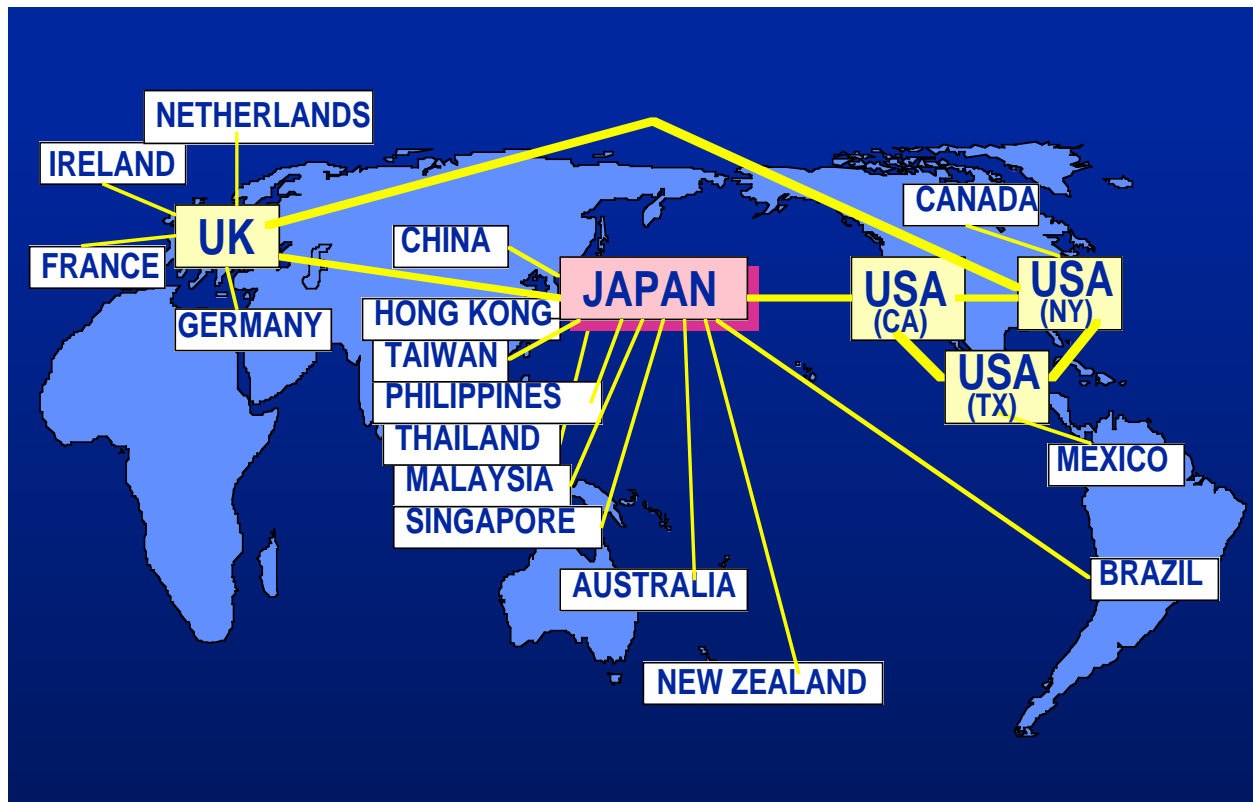 NETHERLANDS
IRELAND
UK
FRANCE
GERMANY
CHINA
JAPAN
HONG KONG
TAIWAN
PHILIPPINES
THAILAND
MALAYSIA
SINGAPORE
AUSTRALIA
NEW ZEALAND
CANADA
USA
(CA)
USA
(NY)
USA
(TX)
MEXICO
BRAZIL